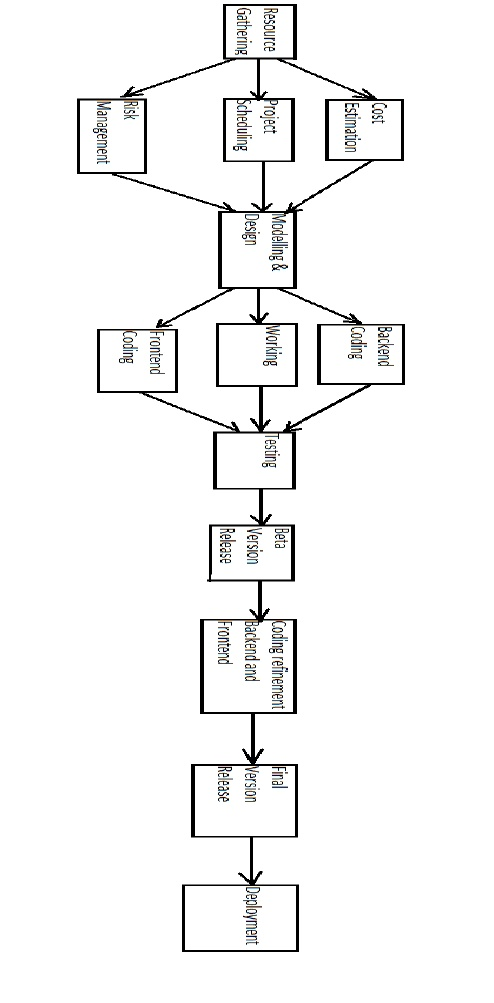 Resource
Gathering
Risk
Management
Project
Scheduling
Cost
Estimation
Modelling &
Design
Frontend
Coding
Working
Backend
Coding
Testing
Beta
Version
Release
Coding refinement
Backend and
Frontend
Final
Version
Release
Deployment